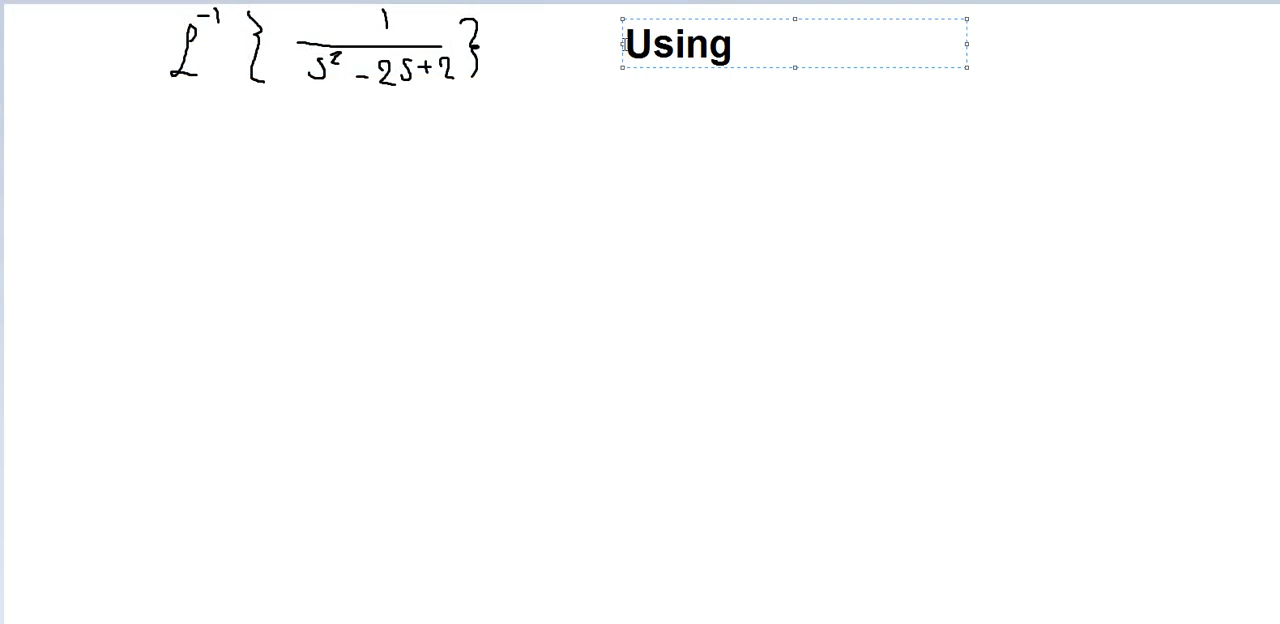 ℒ⁻¹ { 1 / (s² - 2s + 2) } Using